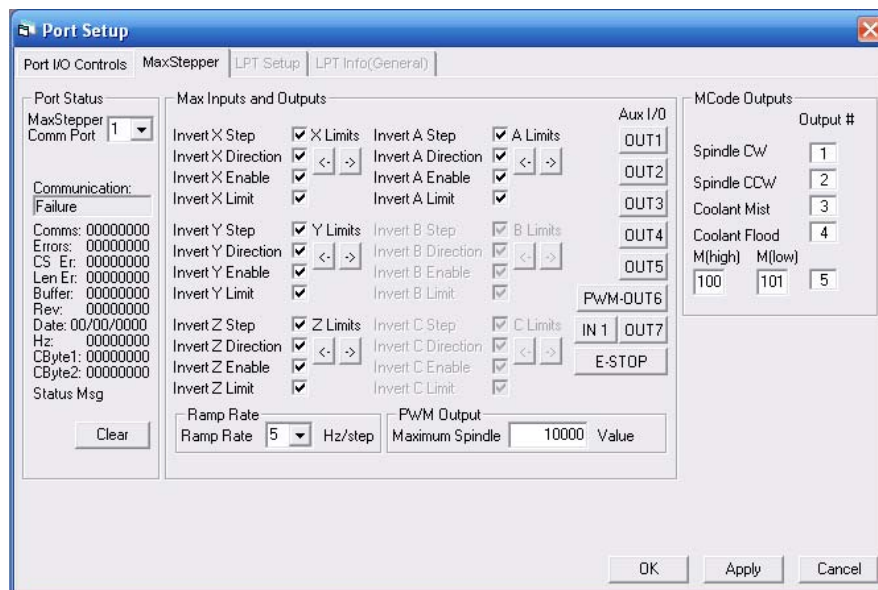 Port Setup
Port I/O Controls
MaxStepper
LPT Setup
LPT Info(General)
Port Status
MaxStepper
Comm Port
1
Communication:
Failure
Comms: 00000000
Errors: 00000000
CS Er: 00000000
Len Er: 00000000
Buffer: 00000000
Rev: 00000000
Date: 00/00/0000
Hz: 00000000
CByte1: 00000000
CByte2: 00000000
Status Msg
Clear
Max Inputs and Outputs
Invert X Step
X Limits
Invert X Direction
<- ->
Invert X Enable
Invert X Limit
Invert Y Step
Y Limits
Invert Y Direction
<- ->
Invert Y Enable
Invert Y Limit
Invert Z Step
Z Limits
Invert Z Direction
<- ->
Invert Z Enable
Invert Z Limit
Invert A Step
A Limits
Invert A Direction
<- ->
Invert A Enable
Invert A Limit
Invert B Step
B Limits
Invert B Direction
<- ->
Invert B Enable
Invert B Limit
Invert C Step
C Limits
Invert C Direction
<- ->
Invert C Enable
Invert C Limit
Aux I/O
OUT1
OUT2
OUT3
OUT4
OUT5
PWM-OUT6
IN 1
OUT7
E-STOP
Ramp Rate
Ramp Rate 5 Hz/step
PWM Output
Maximum Spindle 10000 Value
MCode Outputs
Output #
Spindle CW 1
Spindle CCW 2
Coolant Mist 3
Coolant Flood 4
M(high) M(low)
100 101 5
OK
Apply
Cancel